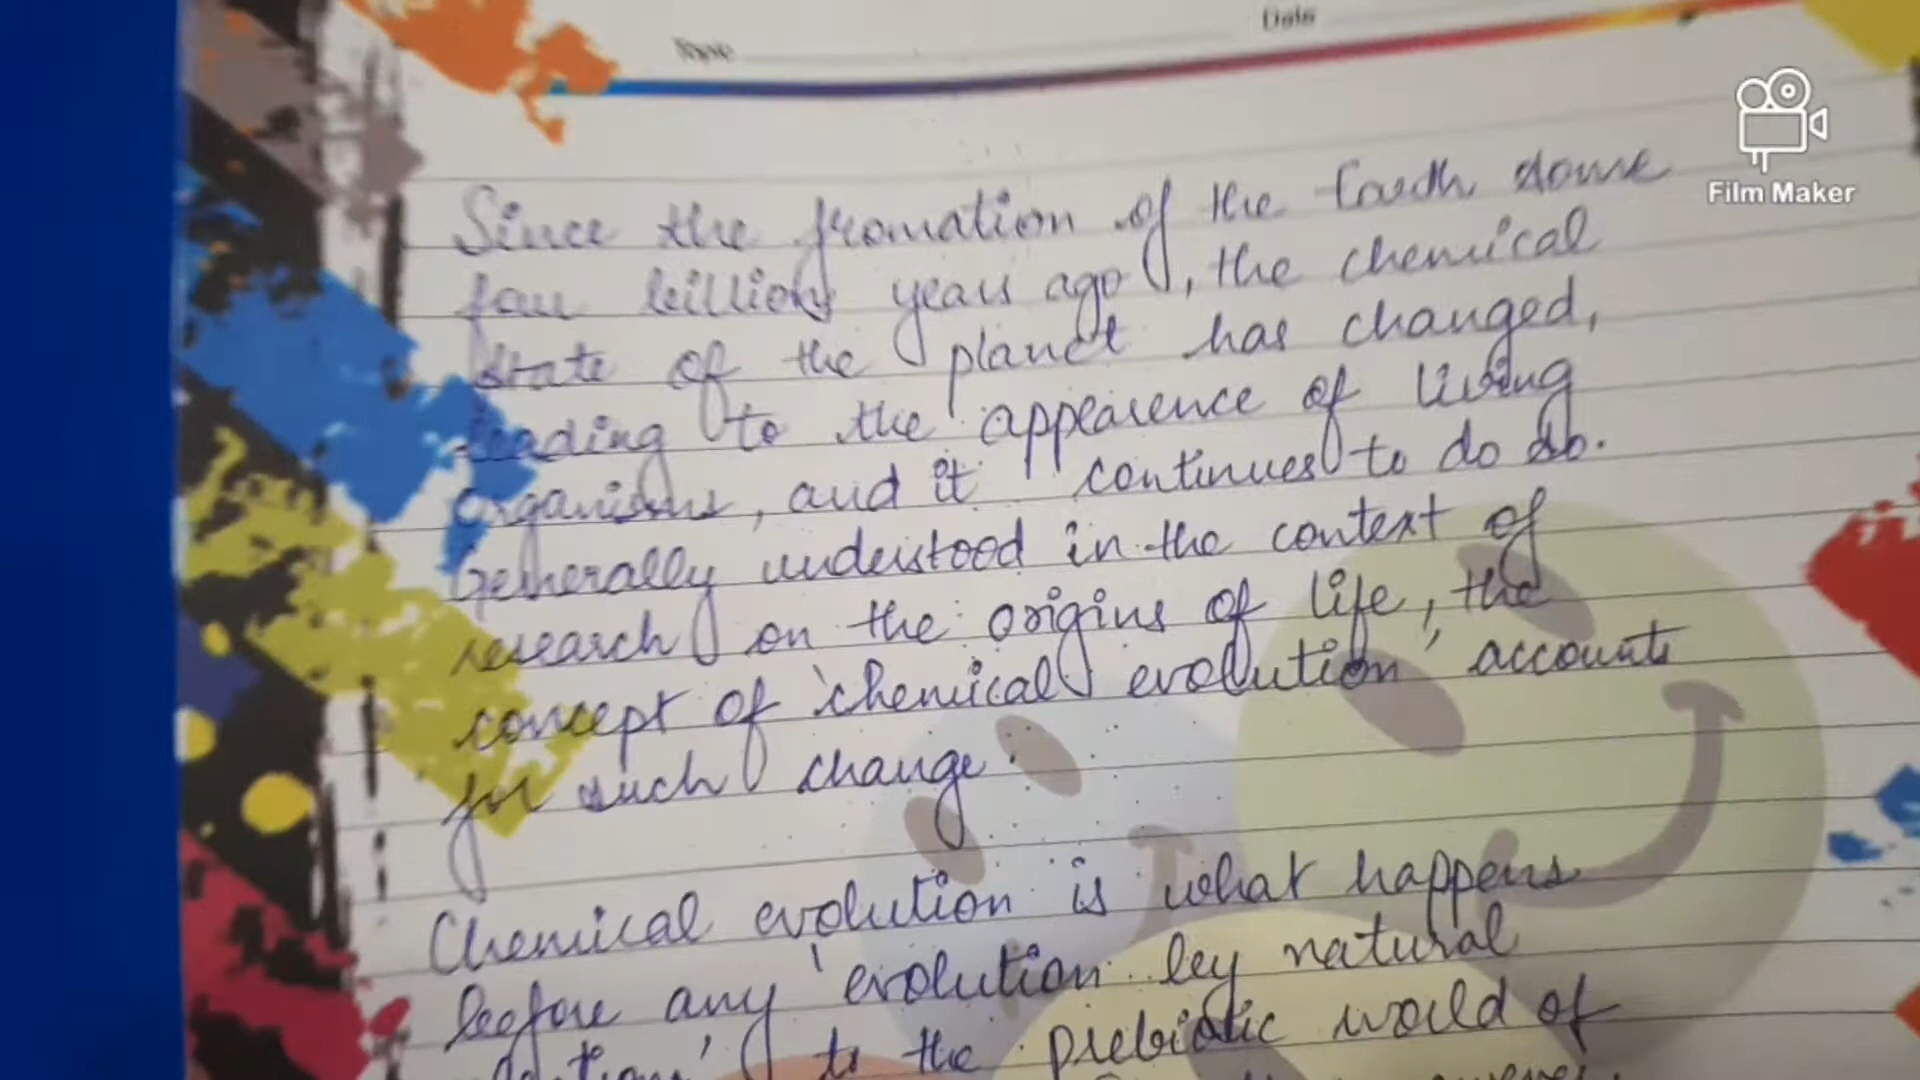 Date
Film Maker
Since the fromation of the Earth some
four billions years ago, the chemical
state of the planet has changed,
leading to the appearence of living
organisms, and it continues to do so.
Generally understood in the context of
research on the origins of life, the
concept of 'chemical evolution' accounts
for such change.
Chemical evolution is what happens
before any 'evolution by natural
to the prebiotic world of